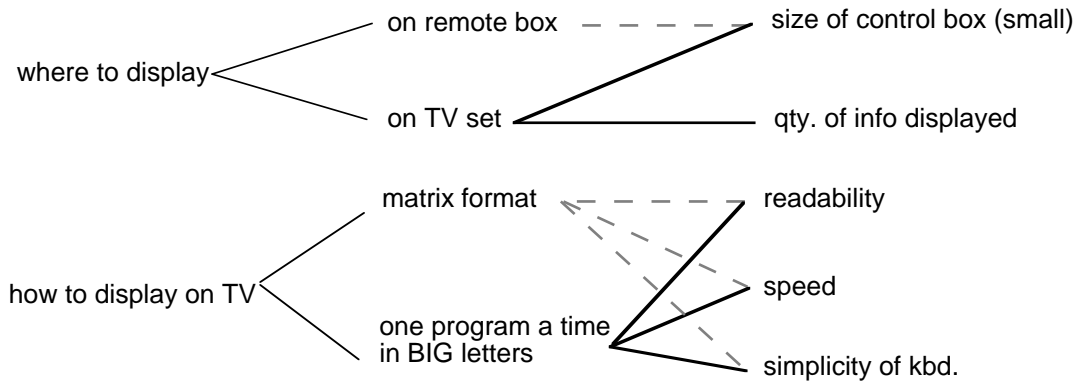 on remote box
size of control box (small)
where to display
on TV set
qty. of info displayed
matrix format
readability
how to display on TV
speed
one program a time
in BIG letters
simplicity of kbd.